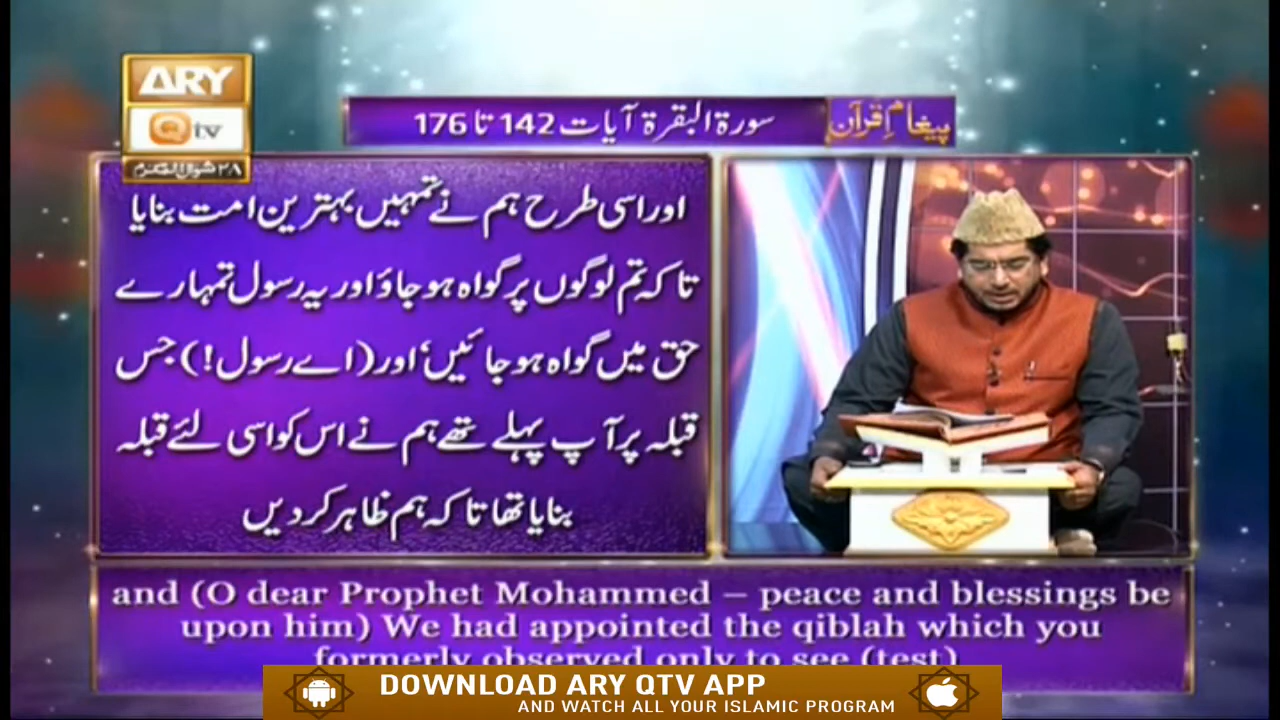 ARY
Qtv
۲۸ شوال المکرم
سورۃ البقرۃ آیات 142 تا 176
پیغامِ قرآن
اور اسی طرح ہم نے تمہیں بہترین امت بنایا
تاکہ تم لوگوں پر گواہ ہو جاؤ اور یہ رسول تمہارے
حق میں گواہ ہو جائیں‘ اور (اے رسول!) جس
قبلہ پر آپ پہلے تھے ہم نے اس کو اسی لئے قبلہ
بنایا تھا تاکہ ہم ظاہر کر دیں
and (O dear Prophet Mohammed – peace and blessings be
upon him) We had appointed the qiblah which you
formerly observed only to see (test)
DOWNLOAD ARY QTV APP
AND WATCH ALL YOUR ISLAMIC PROGRAM